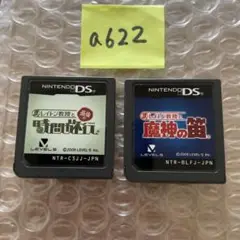 a622
NINTENDO DS
レイトン教授と
最後の
時間旅行
LEVEL5
NTR-C3JJ-JPN
NINTENDO DS
レイトン教授と
魔神の笛
LEVEL5
NTR-BLFJ-JPN